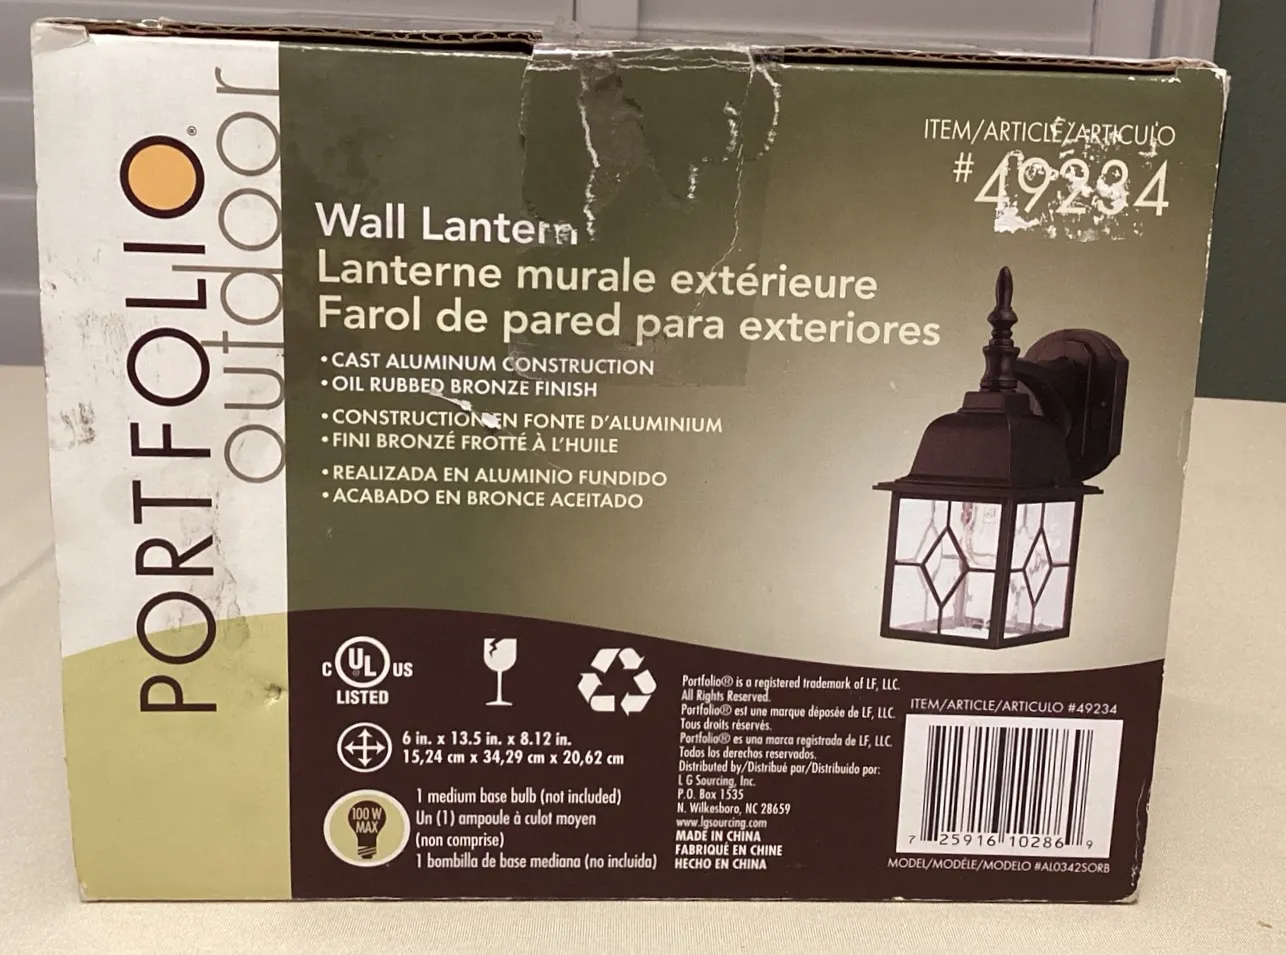 PORTFOLIO®
outdoor
ITEM/ARTICLE/ARTICULO
#49234
Wall Lantern
Lanterne murale extérieure
Farol de pared para exteriores
• CAST ALUMINUM CONSTRUCTION
• OIL RUBBED BRONZE FINISH
• CONSTRUCTION EN FONTE D'ALUMINIUM
• FINI BRONZÉ FROTTÉ À L'HUILE
• REALIZADA EN ALUMINIO FUNDIDO
• ACABADO EN BRONCE ACEITADO
C UL US
LISTED
6 in. x 13.5 in. x 8.12 in.
15,24 cm x 34,29 cm x 20,62 cm
100 W
MAX
1 medium base bulb (not included)
Un (1) ampoule à culot moyen
(non comprise)
1 bombilla de base mediana (no incluida)
Portfolio® is a registered trademark of LF, LLC.
All Rights Reserved.
Portfolio® est une marque déposée de LF, LLC.
Tous droits réservés.
Portfolio® es una marca registrada de LF, LLC.
Todos los derechos reservados.
Distributed by/Distribué par/Distribuido por:
L G Sourcing, Inc.
P.O. Box 1535
N. Wilkesboro, NC 28659
www.lgsourcing.com
MADE IN CHINA
FABRIQUÉ EN CHINE
HECHO EN CHINA
ITEM/ARTICLE/ARTICULO #49234
7 25916 10286 9
MODEL/MODÈLE/MODELO #AL0342SORB